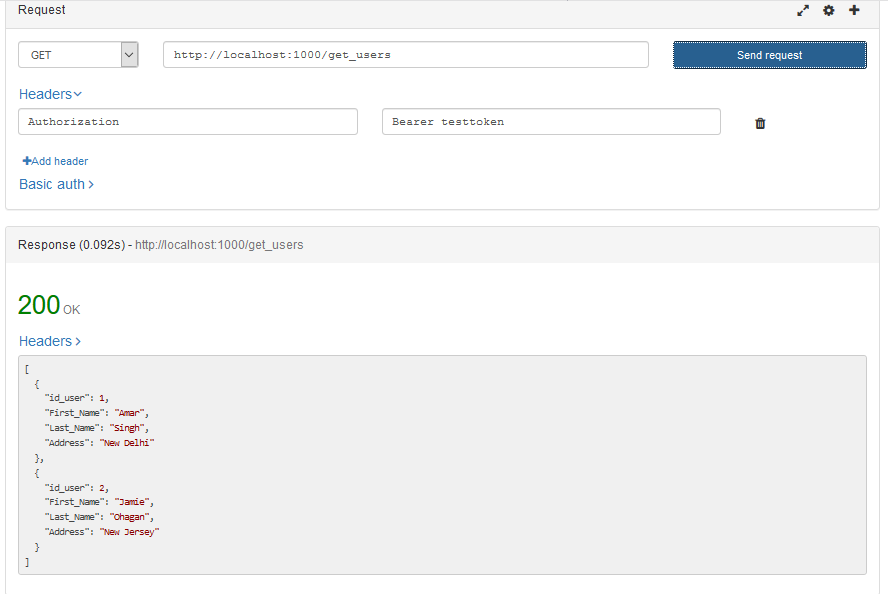 Request
GET http://localhost:1000/get_users Send request
Headers
Authorization Bearer testtoken
Add header
Basic auth
Response (0.092s) - http://localhost:1000/get_users
200 OK
Headers
[
{
"id_user": 1,
"First_Name": "Amar",
"Last_Name": "Singh",
"Address": "New Delhi"
},
{
"id_user": 2,
"First_Name": "Jamie",
"Last_Name": "Ohagan",
"Address": "New Jersey"
}
]